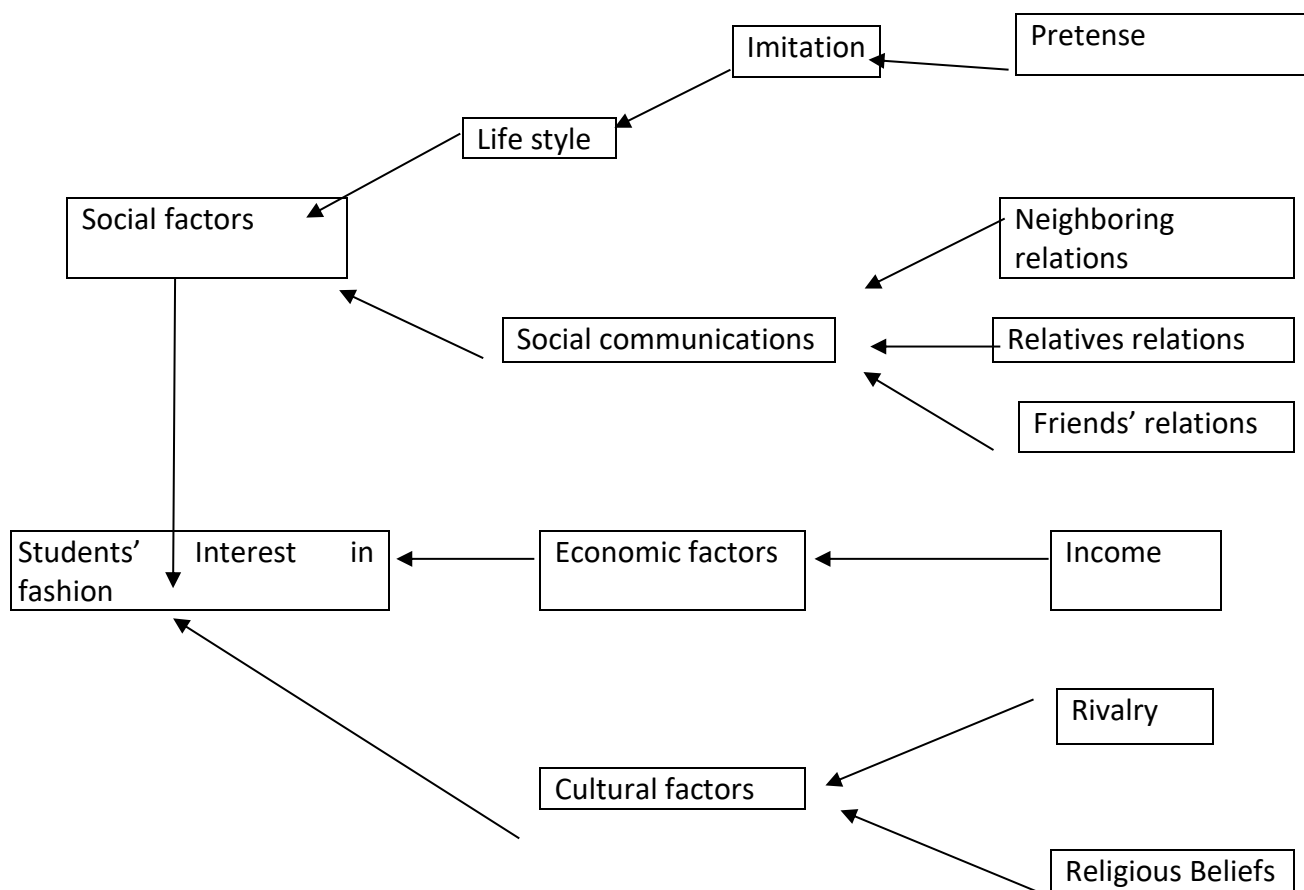 Imitation
Pretense
Life style
Social factors
Neighboring
relations
Social communications
Relatives relations
Friends’ relations
Students’ Interest in
fashion
Economic factors
Income
Rivalry
Cultural factors
Religious Beliefs